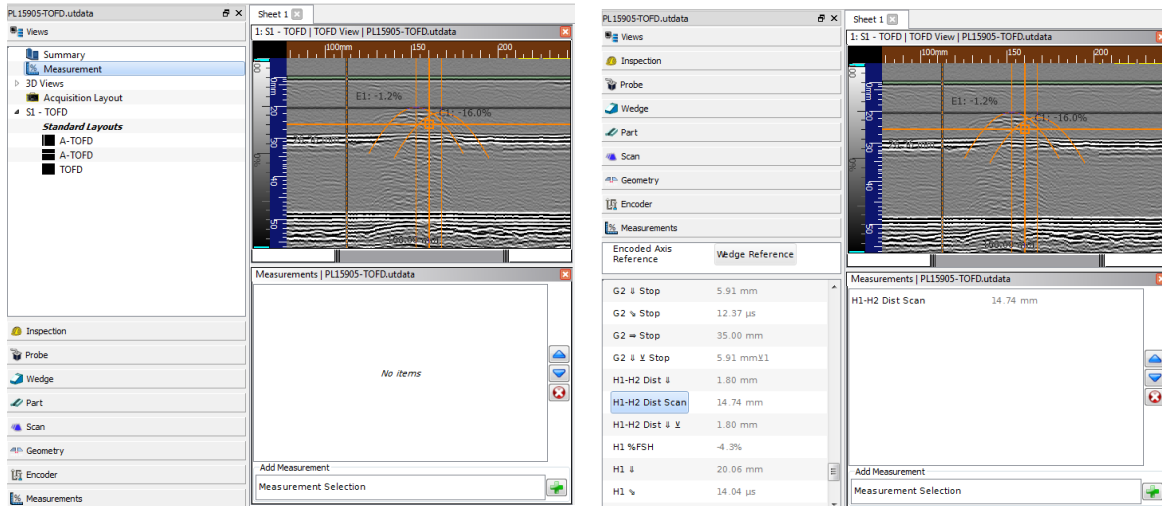 PL15905-TOFD.utdata
Views
Summary
Measurement
3D Views
Acquisition Layout
S1 - TOFD
Standard Layouts
A-TOFD
A-TOFD
TOFD
Inspection
Probe
Wedge
Part
Scan
Geometry
Encoder
Measurements
Sheet 1
1: S1 - TOFD | TOFD View | PL15905-TOFD.utdata
100mm 150 200
E1: -1.2%
C1: -16.0%
Measurements | PL15905-TOFD.utdata
No items
Add Measurement
Measurement Selection
PL15905-TOFD.utdata
Views
Inspection
Probe
Wedge
Part
Scan
Geometry
Encoder
Measurements
Encoded Axis
Reference
Wedge Reference
G2 ⇓ Stop 5.91 mm
G2 ⇘ Stop 12.37 µs
G2 ⇒ Stop 35.00 mm
G2 ⇓ ⊻ Stop 5.91 mm⊻1
H1-H2 Dist ⇓ 1.80 mm
H1-H2 Dist Scan 14.74 mm
H1-H2 Dist ⇓ ⊻ 1.80 mm
H1 %FSH -4.3%
H1 ⇓ 20.06 mm
H1 ⇘ 14.04 µs
Sheet 1
1: S1 - TOFD | TOFD View | PL15905-TOFD.utdata
100mm 150 200
E1: -1.2%
C1: -16.0%
Measurements | PL15905-TOFD.utdata
H1-H2 Dist Scan 14.74 mm
Add Measurement
Measurement Selection